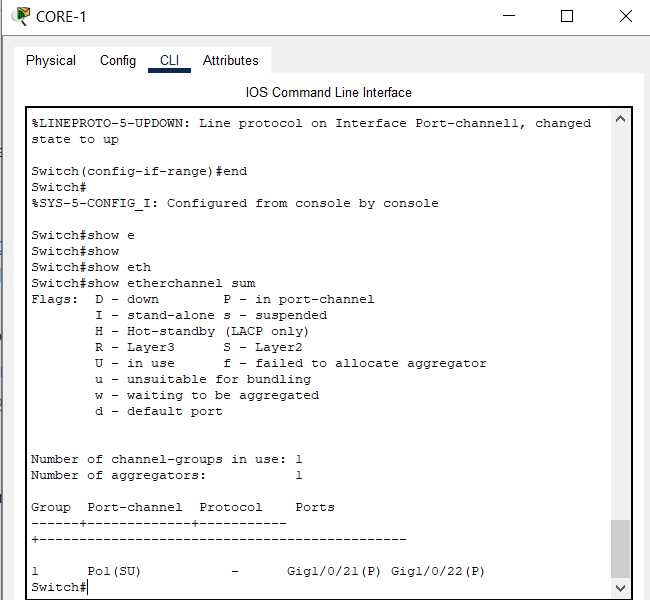 CORE-1
Physical Config CLI Attributes
IOS Command Line Interface
%LINEPROTO-5-UPDOWN: Line protocol on Interface Port-channel1, changed
state to up
Switch(config-if-range)#end
Switch#
%SYS-5-CONFIG_I: Configured from console by console
Switch#show e
Switch#show
Switch#show eth
Switch#show etherchannel sum
Flags:  D - down        P - in port-channel
        I - stand-alone s - suspended
        H - Hot-standby (LACP only)
        R - Layer3      S - Layer2
        U - in use      f - failed to allocate aggregator
        u - unsuitable for bundling
        w - waiting to be aggregated
        d - default port
Number of channel-groups in use: 1
Number of aggregators:           1
Group  Port-channel  Protocol    Ports
------+-------------+-----------
+----------------------------------------------
1      Po1(SU)           -      Gig1/0/21(P) Gig1/0/22(P)
Switch#